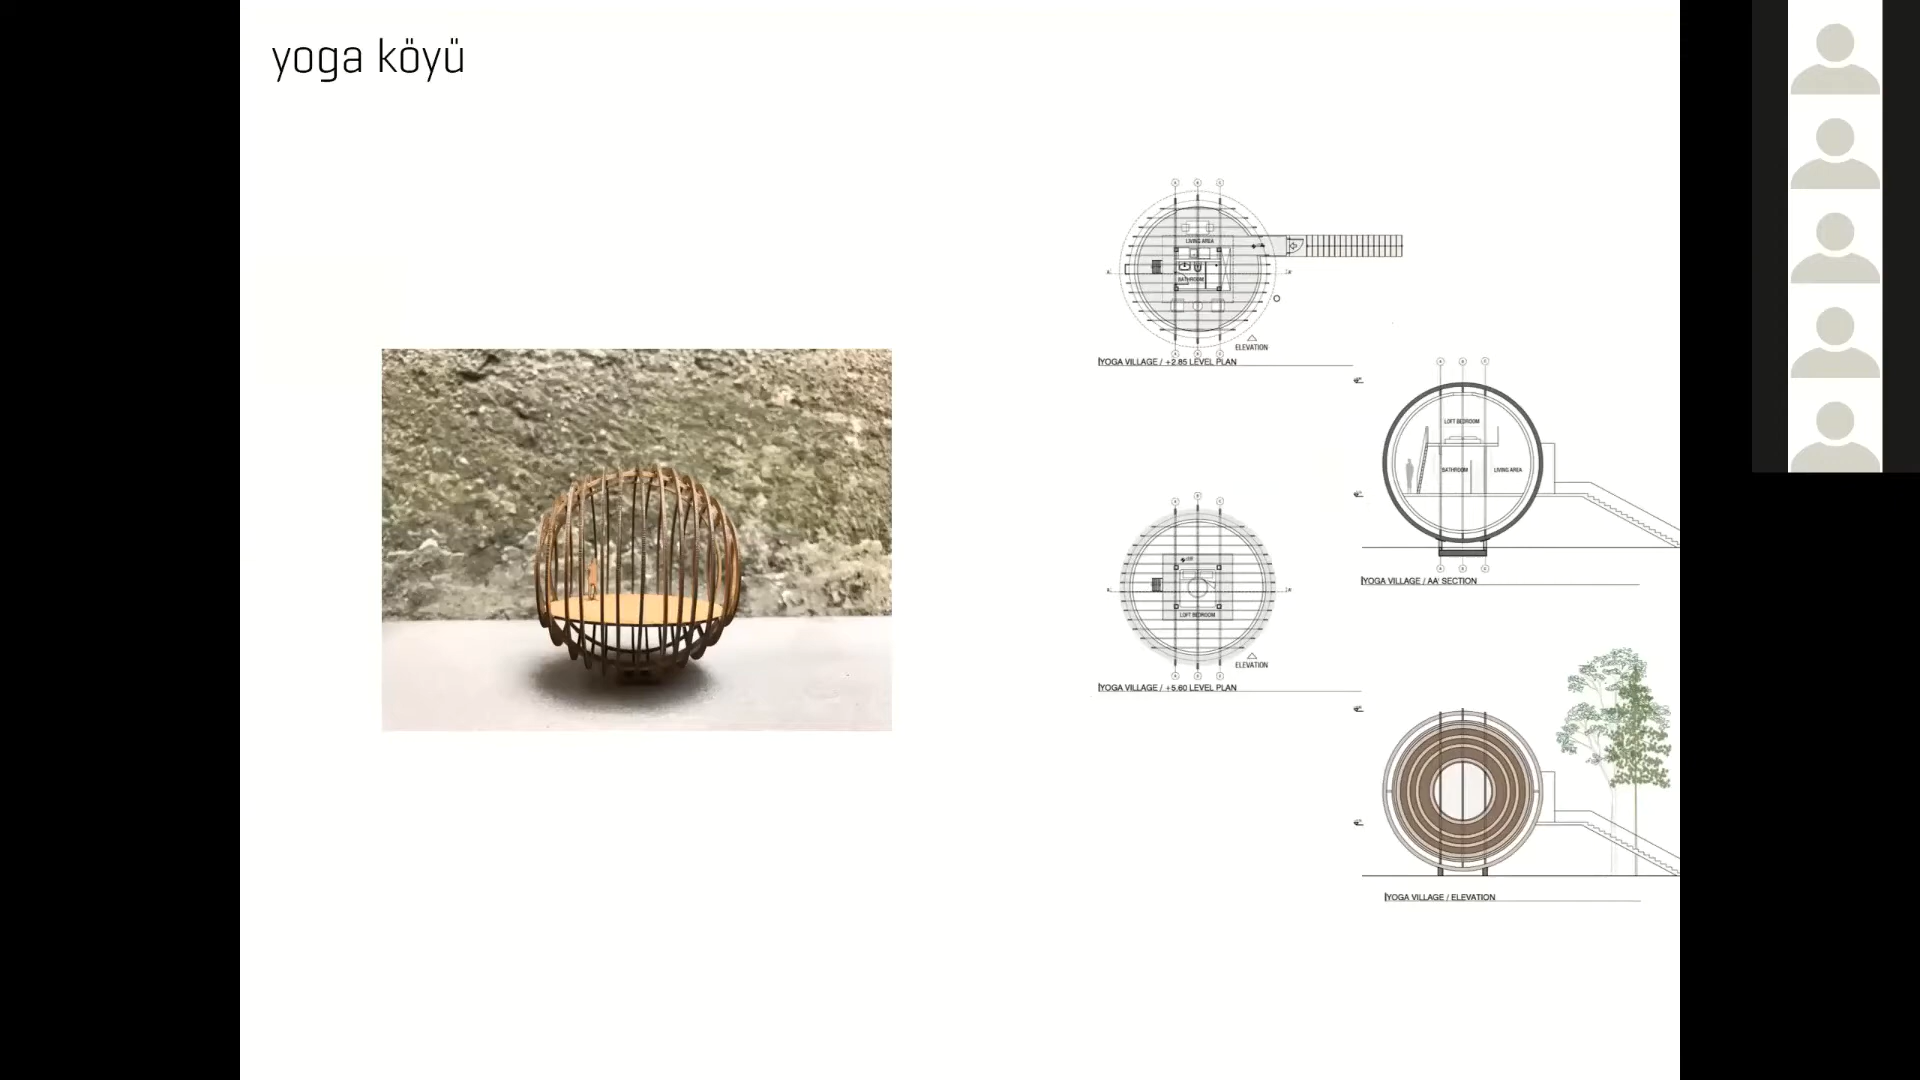 yoga köyü
LIVING AREA
BATHROOM
ELEVATION
YOGA VILLAGE / +2.85 LEVEL PLAN
LOFT BEDROOM
BATHROOM
LIVING AREA
YOGA VILLAGE / AA' SECTION
LOFT BEDROOM
ELEVATION
YOGA VILLAGE / +5.60 LEVEL PLAN
YOGA VILLAGE / ELEVATION